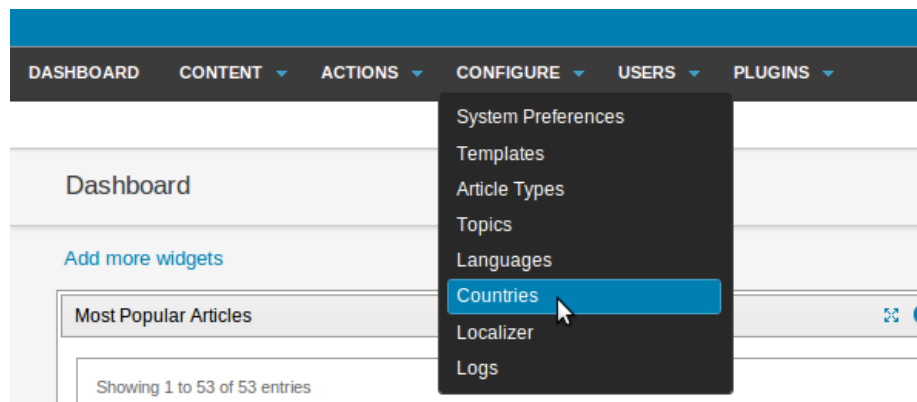 DASHBOARD CONTENT ACTIONS CONFIGURE USERS PLUGINS
System Preferences
Templates
Article Types
Topics
Languages
Countries
Localizer
Logs
Dashboard
Add more widgets
Most Popular Articles
Showing 1 to 53 of 53 entries